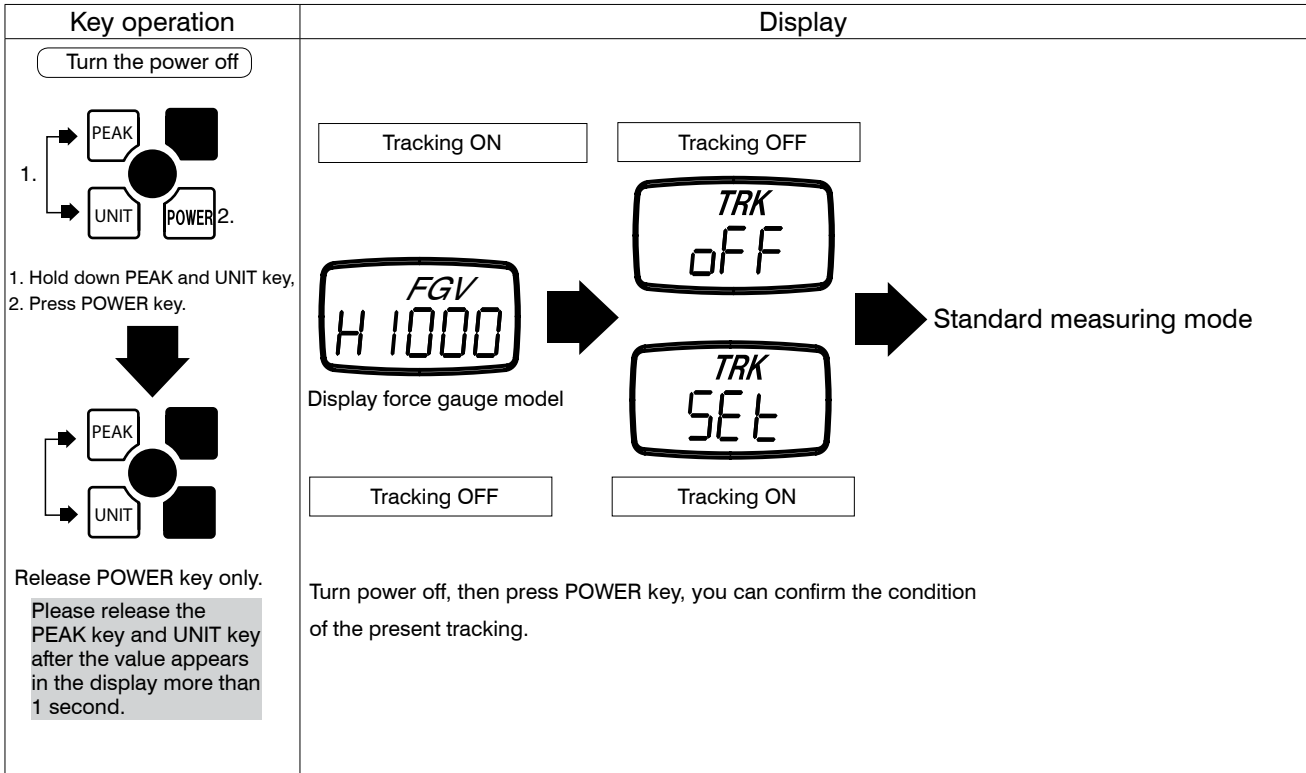 Key operation
Display
Turn the power off
PEAK
1.
UNIT
POWER
2.
1. Hold down PEAK and UNIT key,
2. Press POWER key.
PEAK
UNIT
Release POWER key only.
Please release the
PEAK key and UNIT key
after the value appears
in the display more than
1 second.
Tracking ON
Tracking OFF
FGV
H 1000
Display force gauge model
TRK
oFF
TRK
SEt
Standard measuring mode
Tracking OFF
Tracking ON
Turn power off, then press POWER key, you can confirm the condition
of the present tracking.